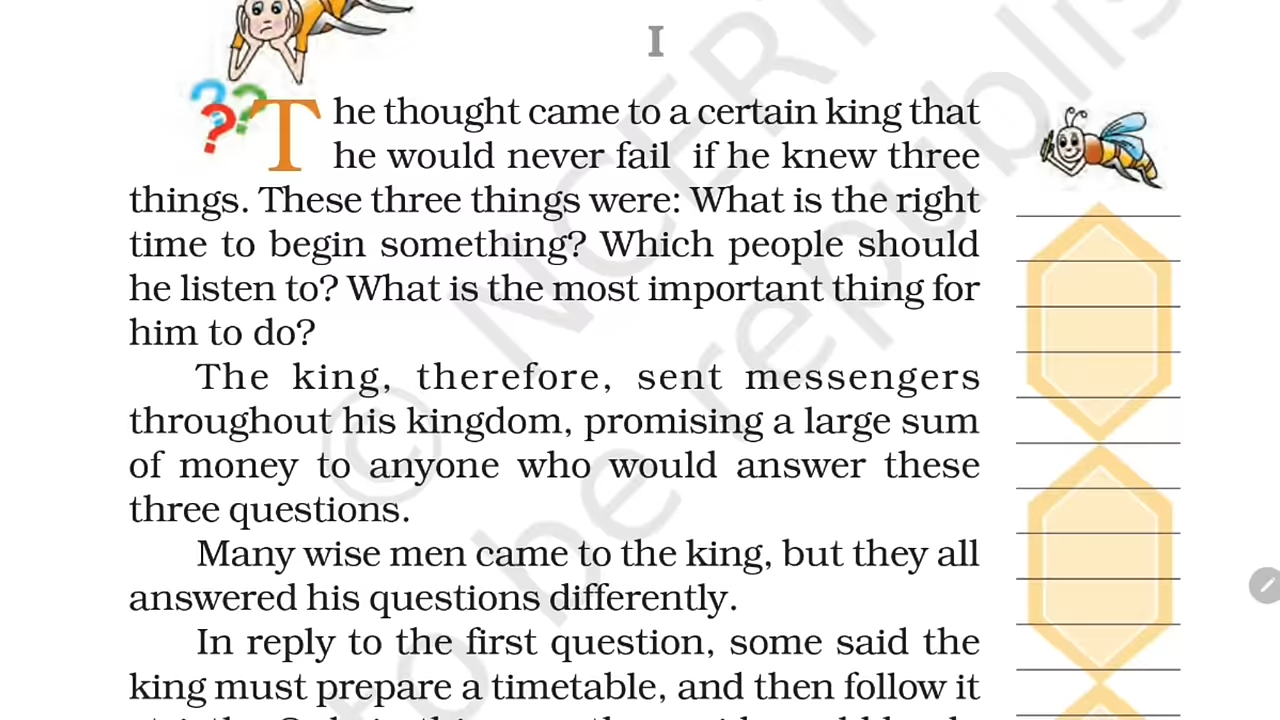 I
The thought came to a certain king that
he would never fail if he knew three
things. These three things were: What is the right
time to begin something? Which people should
he listen to? What is the most important thing for
him to do?
The king, therefore, sent messengers
throughout his kingdom, promising a large sum
of money to anyone who would answer these
three questions.
Many wise men came to the king, but they all
answered his questions differently.
In reply to the first question, some said the
king must prepare a timetable, and then follow it
© NCERT
to be republis
???